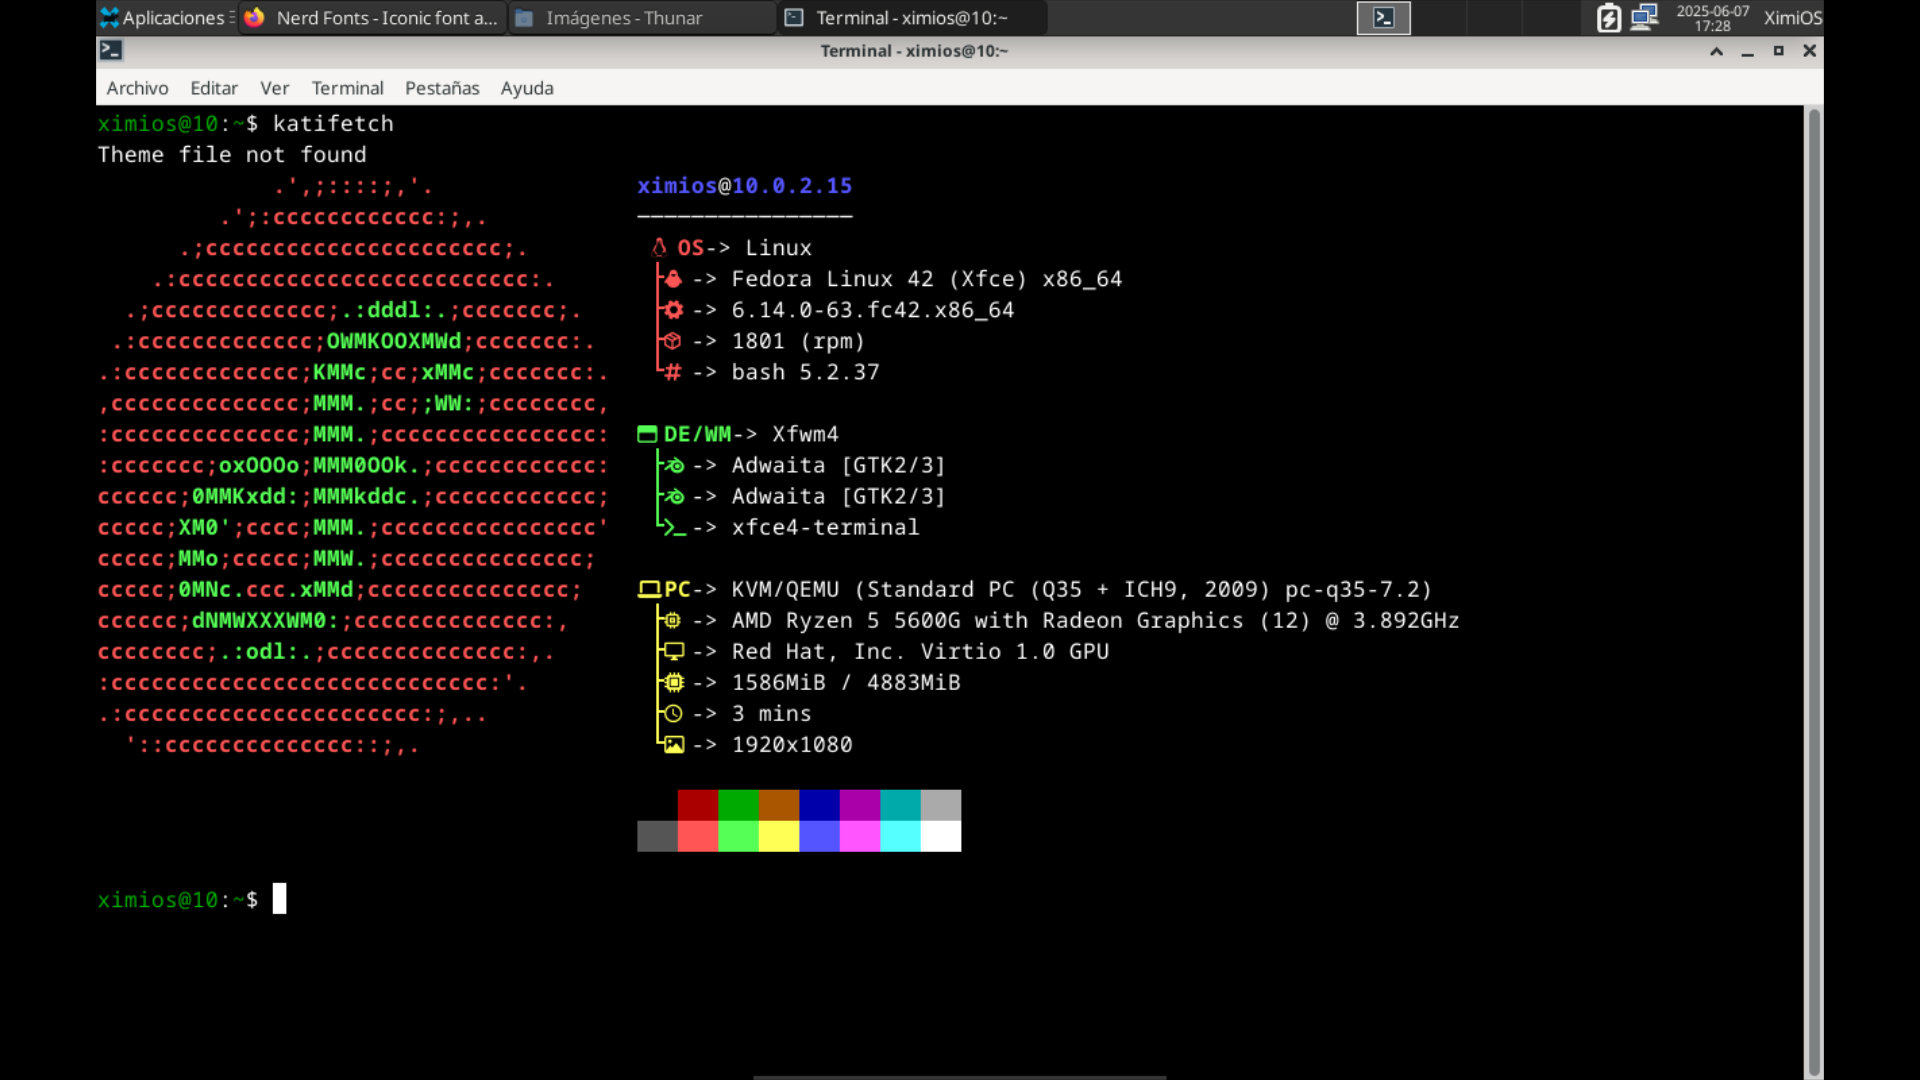 Aplicaciones
Nerd Fonts - Iconic font a...
Imágenes - Thunar
Terminal - ximios@10:~
2025-06-07
17:28
XimiOS
Terminal - ximios@10:~
Archivo Editar Ver Terminal Pestañas Ayuda
ximios@10:~$ katifetch
Theme file not found
.',;::::;,'.
.';:cccccccccccc:;,.
.;cccccccccccccccccccccc;.
.:cccccccccccccccccccccccccc:.
.;ccccccccccccc;.:dddl:.;ccccccc;.
.:ccccccccccccc;OWMKOOXMWd;ccccccc:.
.:ccccccccccccc;KMMc;cc;xMMc;ccccccc:.
,cccccccccccccc;MMM.;cc;;WW:;cccccccc,
:cccccccccccccc;MMM.;cccccccccccccccc:
:ccccccc;oxOOOo;MMM0OOk.;cccccccccccc:
cccccc;0MMKxdd:;MMMkddc.;cccccccccccc;
ccccc;XM0';cccc;MMM.;cccccccccccccccc'
ccccc;MMo;ccccc;MMW.;ccccccccccccccc;
ccccc;0MNc.ccc.xMMd;ccccccccccccccc;
cccccc;dNMWXXXWM0:;cccccccccccccc:,
cccccccc;.:odl:.;cccccccccccccc:,.
:cccccccccccccccccccccccccccc:'.
.:cccccccccccccccccccccc:;,..
'::cccccccccccccc::;,.
ximios@10.0.2.15
────────────────
OS-> Linux
-> Fedora Linux 42 (Xfce) x86_64
-> 6.14.0-63.fc42.x86_64
-> 1801 (rpm)
-> bash 5.2.37
DE/WM-> Xfwm4
-> Adwaita [GTK2/3]
-> Adwaita [GTK2/3]
-> xfce4-terminal
PC-> KVM/QEMU (Standard PC (Q35 + ICH9, 2009) pc-q35-7.2)
-> AMD Ryzen 5 5600G with Radeon Graphics (12) @ 3.892GHz
-> Red Hat, Inc. Virtio 1.0 GPU
-> 1586MiB / 4883MiB
-> 3 mins
-> 1920x1080
ximios@10:~$